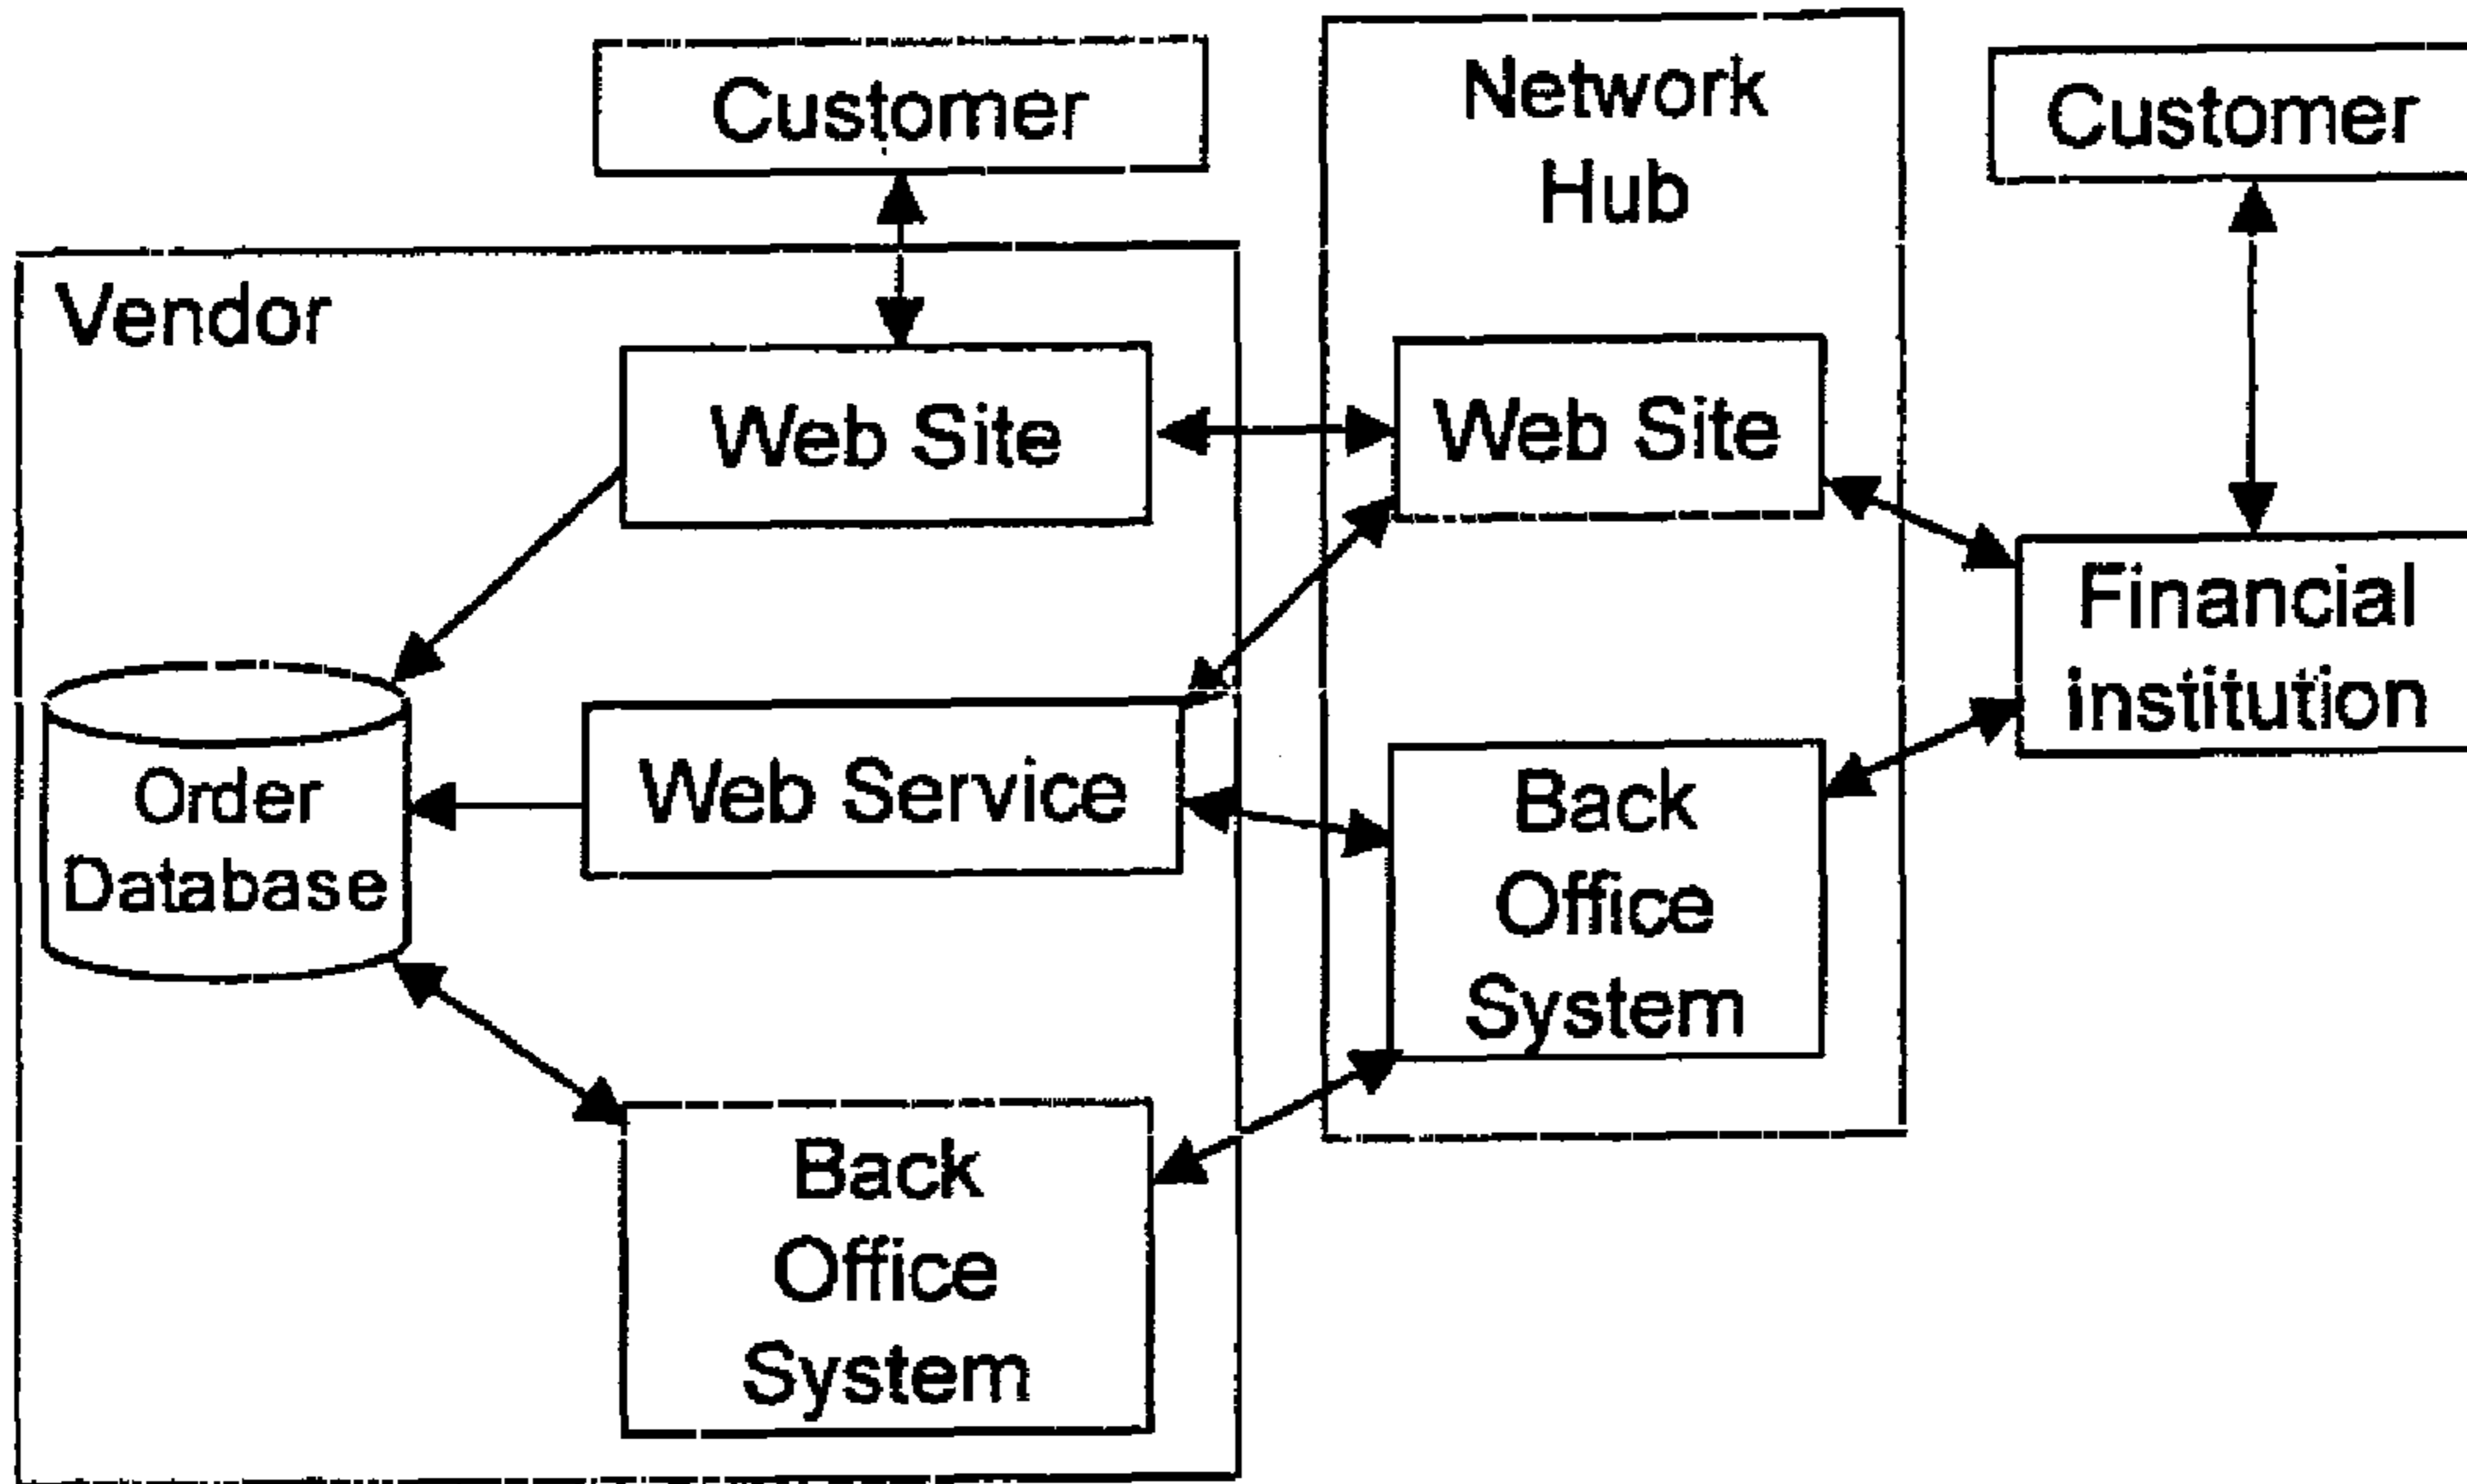 Customer
Network
Hub
Customer
Vendor
Web Site
Web Site
Financial
institution
Web Service
Order
Database
Back
Office
System
Back
Office
System